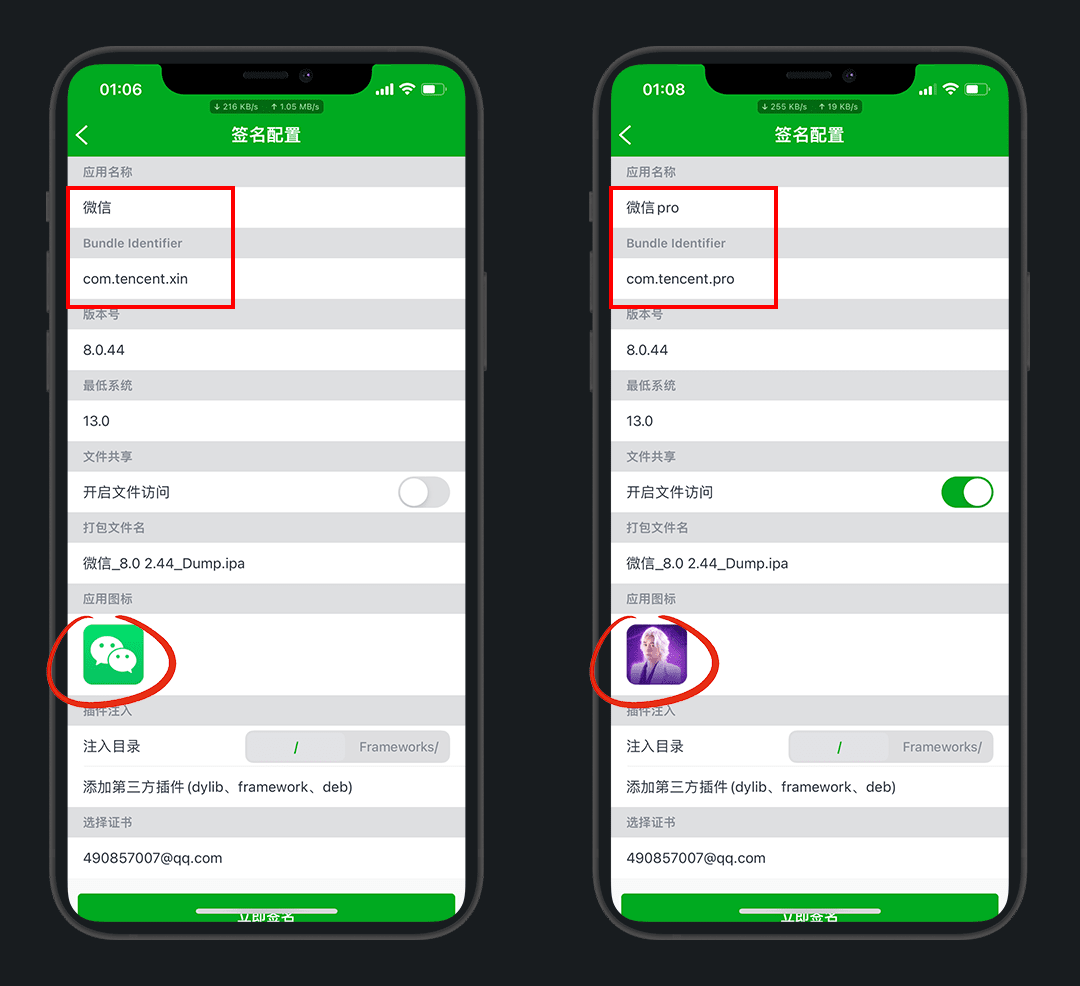 01:06
↓ 216 KB/s ↑ 1.05 MB/s
签名配置
应用名称
微信
Bundle Identifier
com.tencent.xin
版本号
8.0.44
最低系统
13.0
文件共享
开启文件访问
打包文件名
微信_8.0 2.44_Dump.ipa
应用图标
插件注入
注入目录
/ Frameworks/
添加第三方插件(dylib、framework、deb)
选择证书
490857007@qq.com
立即签名
01:08
↓ 255 KB/s ↑ 19 KB/s
签名配置
应用名称
微信pro
Bundle Identifier
com.tencent.pro
版本号
8.0.44
最低系统
13.0
文件共享
开启文件访问
打包文件名
微信_8.0 2.44_Dump.ipa
应用图标
插件注入
注入目录
/ Frameworks/
添加第三方插件(dylib、framework、deb)
选择证书
490857007@qq.com
立即签名